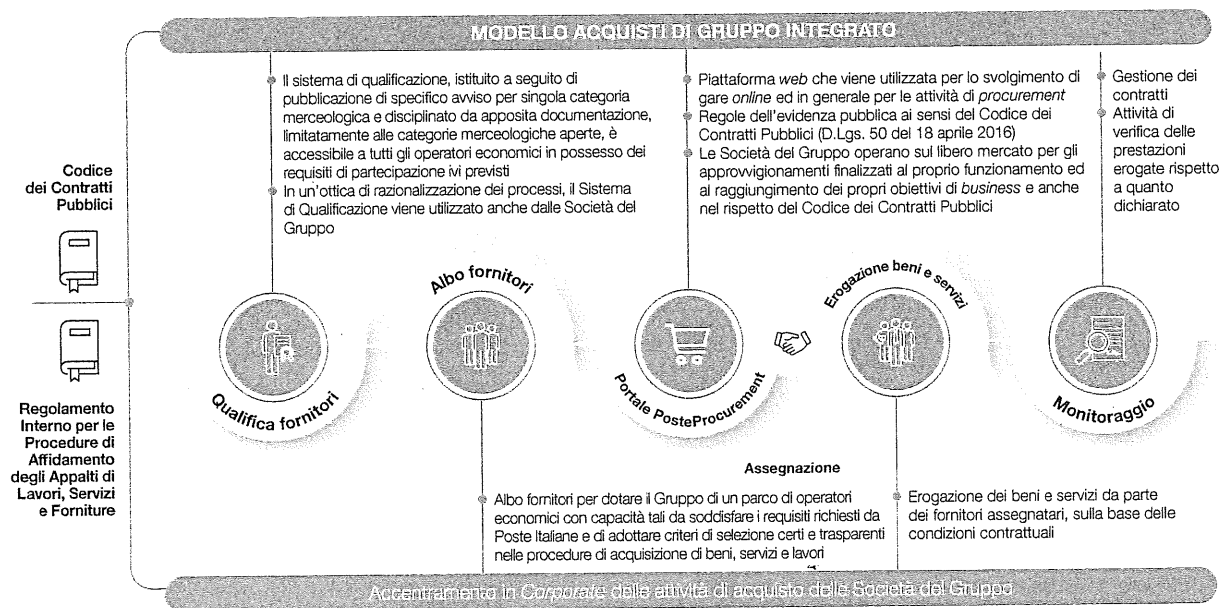 MODELLO ACQUISTI DI GRUPPO INTEGRATO
Il sistema di qualificazione, istituito a seguito di
pubblicazione di specifico avviso per singola categoria
merceologica e disciplinato da apposita documentazione,
limitatamente alle categorie merceologiche aperte, è
accessibile a tutti gli operatori economici in possesso dei
requisiti di partecipazione ivi previsti
In un'ottica di razionalizzazione dei processi, il Sistema
di Qualificazione viene utilizzato anche dalle Società del
Gruppo
Piattaforma web che viene utilizzata per lo svolgimento di
gare online ed in generale per le attività di procurement
Regole dell'evidenza pubblica ai sensi del Codice dei
Contratti Pubblici (D.Lgs. 50 del 18 aprile 2016)
Le Società del Gruppo operano sul libero mercato per gli
approvvigionamenti finalizzati al proprio funzionamento ed
al raggiungimento dei propri obiettivi di business e anche
nel rispetto del Codice dei Contratti Pubblici
Gestione dei
contratti
Attività di
verifica delle
prestazioni
erogate rispetto
a quanto
dichiarato
Codice
dei Contratti
Pubblici
Regolamento
Interno per le
Procedure di
Affidamento
degli Appalti di
Lavori, Servizi
e Forniture
Qualifica fornitori
Albo fornitori
Portale PosteProcurement
Erogazione beni e servizi
Monitoraggio
Assegnazione
Albo fornitori per dotare il Gruppo di un parco di operatori
economici con capacità tali da soddisfare i requisiti richiesti da
Poste Italiane e di adottare criteri di selezione certi e trasparenti
nelle procedure di acquisizione di beni, servizi e lavori
Erogazione dei beni e servizi da parte
dei fornitori assegnatari, sulla base delle
condizioni contrattuali
Accentramento in Corporate delle attività di acquisto delle Società del Gruppo